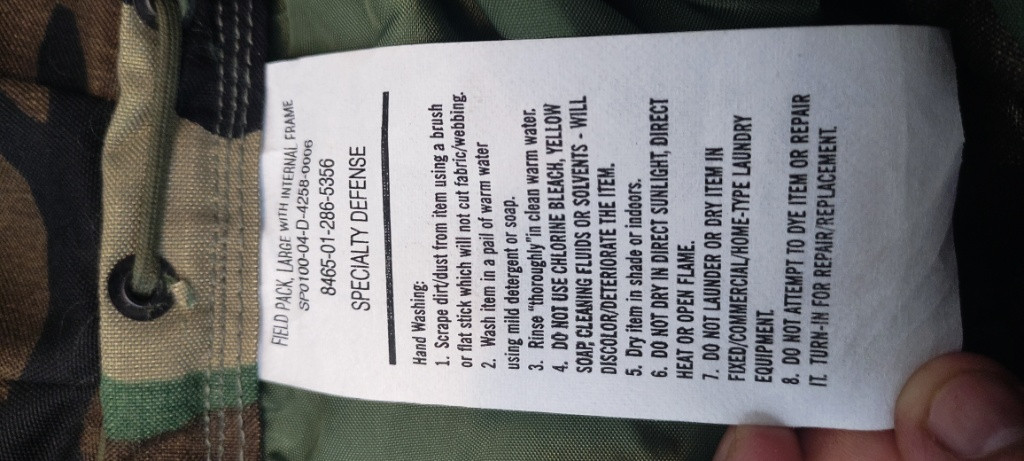 FIELD PACK, LARGE WITH INTERNAL FRAME
SP0100-04-D-4258-0006
8465-01-286-5356
SPECIALTY DEFENSE
Hand Washing:
1. Scrape dirt/dust from item using a brush
or flat stick which will not cut fabric/webbing.
2. Wash item in a pail of warm water
using mild detergent or soap.
3. Rinse "thoroughly" in clean warm water.
4. DO NOT USE CHLORINE BLEACH, YELLOW
SOAP, CLEANING FLUIDS OR SOLVENTS - WILL
DISCOLOR/DETERIORATE THE ITEM.
5. Dry item in shade or indoors.
6. DO NOT DRY IN DIRECT SUNLIGHT, DIRECT
HEAT OR OPEN FLAME.
7. DO NOT LAUNDER OR DRY ITEM IN
FIXED/COMMERCIAL/HOME-TYPE LAUNDRY
EQUIPMENT.
8. DO NOT ATTEMPT TO DYE ITEM OR REPAIR
IT. TURN-IN FOR REPAIR/REPLACEMENT.